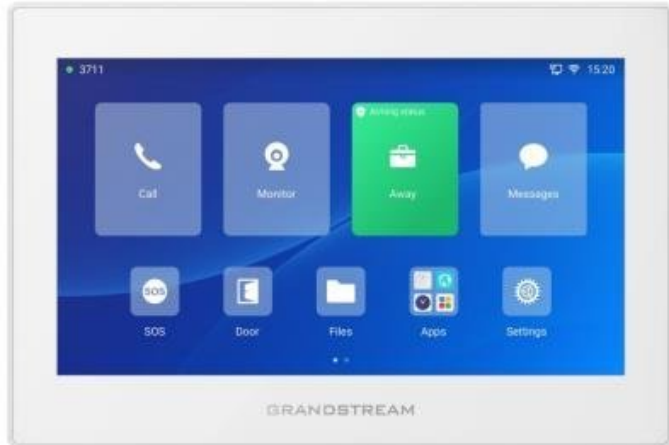 3711 15:20
Arming status
Call Monitor Away Messages
SOS
SOS Door Files Apps Settings
GRANDSTREAM